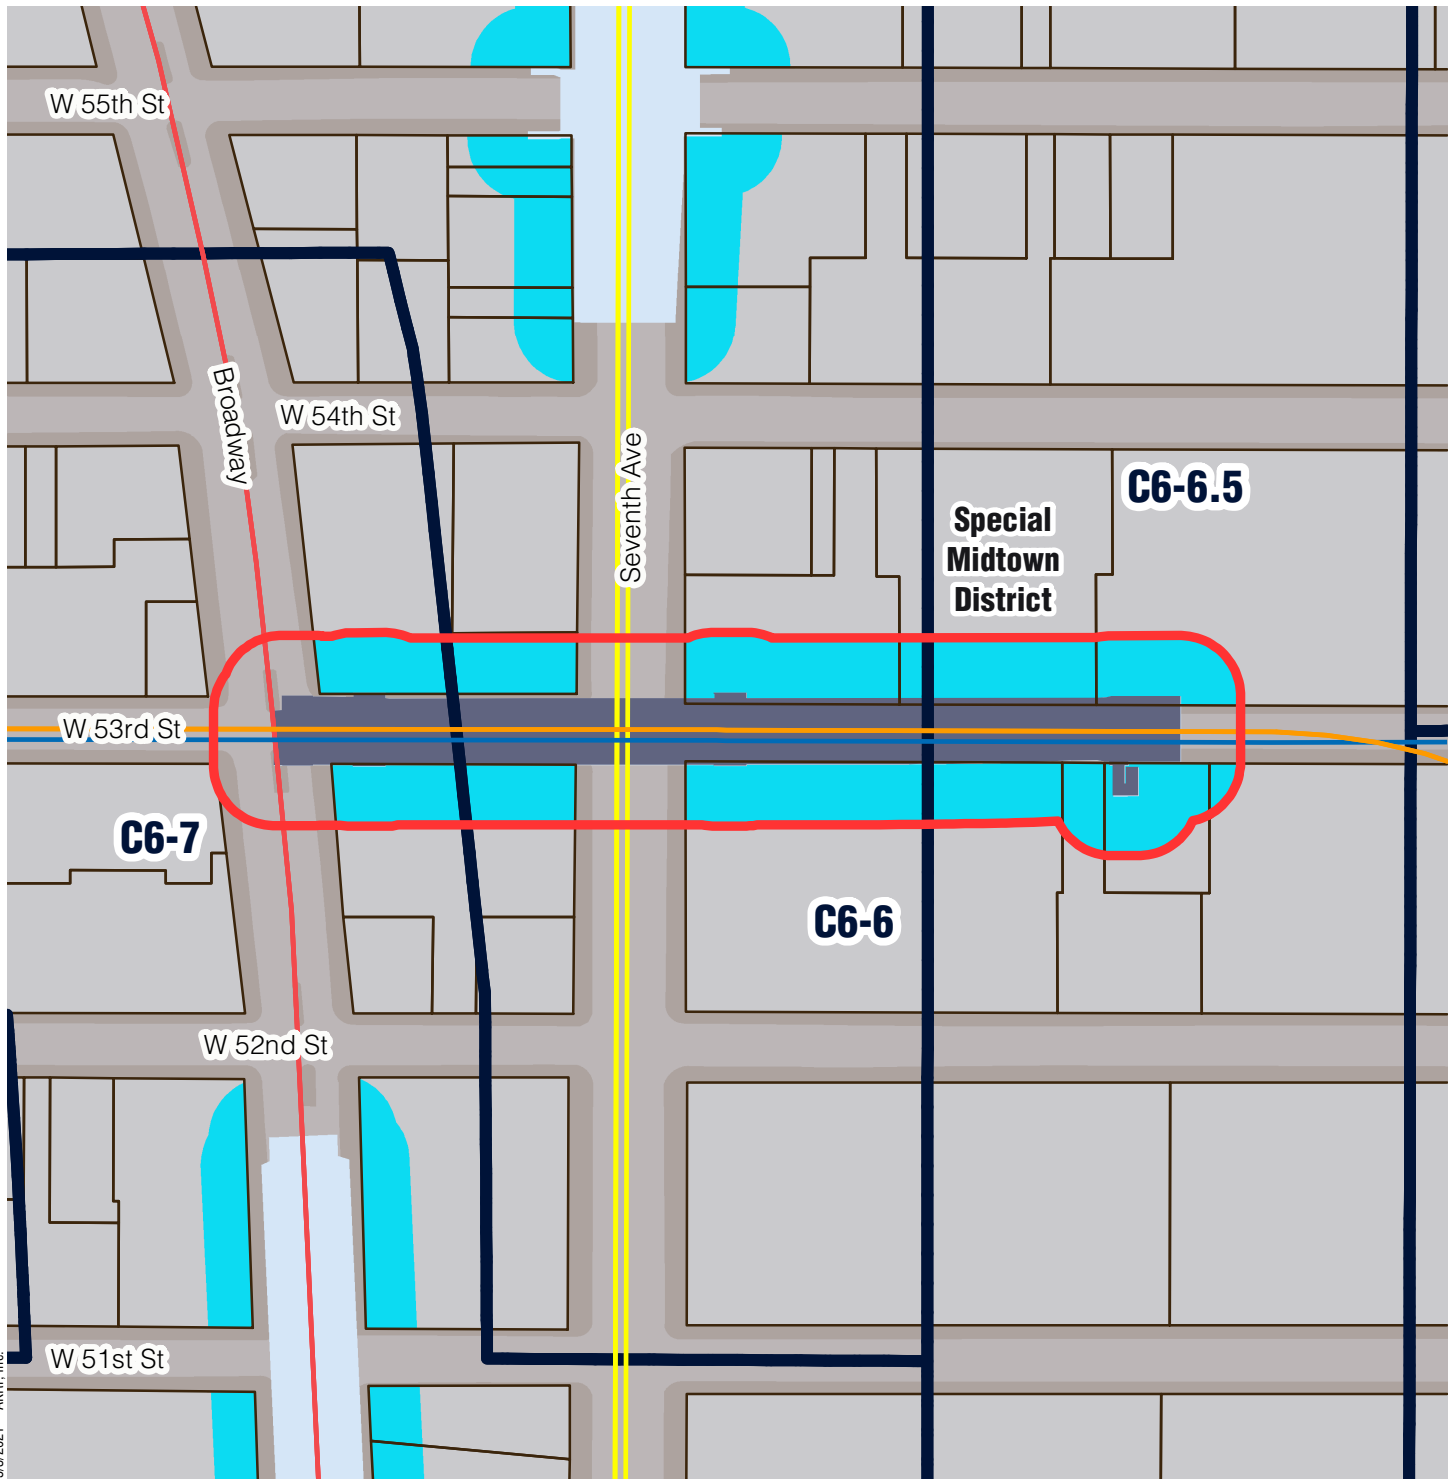 W 55th St
Broadway
W 54th St
Seventh Ave
C6-6.5
Special
Midtown
District
W 53rd St
C6-7
C6-6
W 52nd St
W 51st St